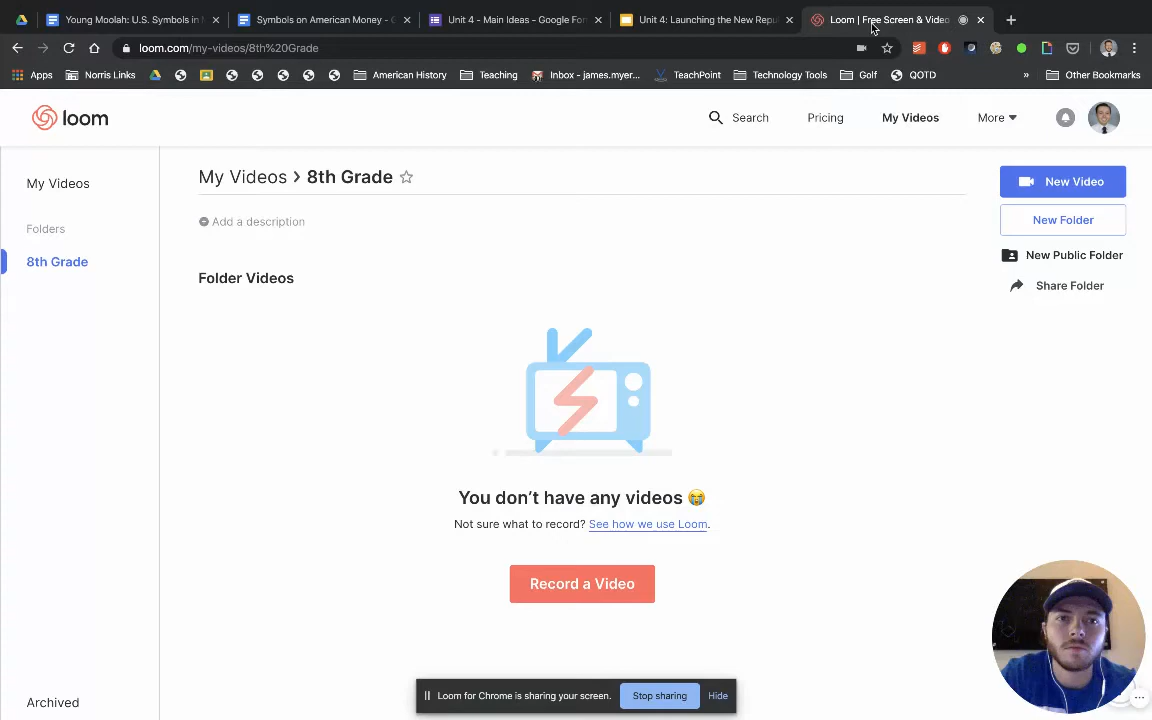 Young Moolah: U.S. Symbols in
Symbols on American Money -
Unit 4 - Main Ideas - Google For
Unit 4: Launching the New Repu
Loom | Free Screen & Video
loom.com/my-videos/8th%20Grade
Apps
Norris Links
American History
Teaching
Inbox - james.myer...
TeachPoint
Technology Tools
Golf
QOTD
»
Other Bookmarks
loom
Search
Pricing
My Videos
More
My Videos
Folders
8th Grade
My Videos > 8th Grade
Add a description
Folder Videos
New Video
New Folder
New Public Folder
Share Folder
You don't have any videos 😭
Not sure what to record? See how we use Loom.
Record a Video
Archived
Loom for Chrome is sharing your screen.
Stop sharing
Hide